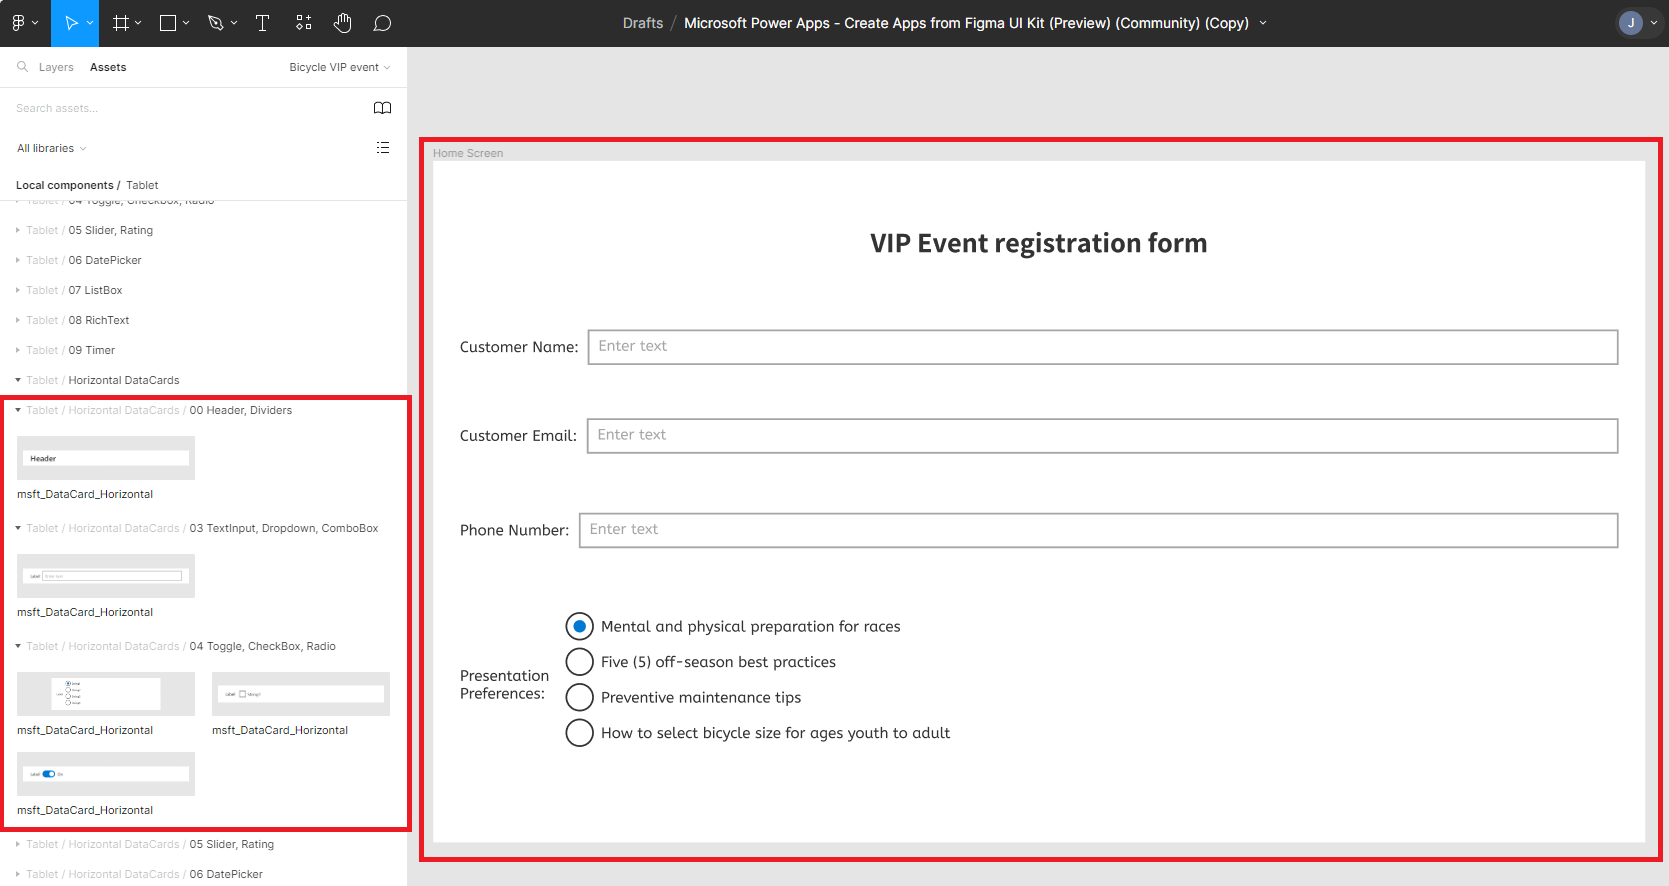 Drafts / Microsoft Power Apps - Create Apps from Figma UI Kit (Preview) (Community) (Copy)
J
Layers
Assets
Bicycle VIP event
Search assets...
All libraries
Local components / Tablet
Tablet / 04 Toggle, Checkbox, Radio
Tablet / 05 Slider, Rating
Tablet / 06 DatePicker
Tablet / 07 ListBox
Tablet / 08 RichText
Tablet / 09 Timer
Tablet / Horizontal DataCards
Tablet / Horizontal DataCards / 00 Header, Dividers
Header
msft_DataCard_Horizontal
Tablet / Horizontal DataCards / 03 TextInput, Dropdown, ComboBox
Label Enter text
msft_DataCard_Horizontal
Tablet / Horizontal DataCards / 04 Toggle, CheckBox, Radio
Label
msft_DataCard_Horizontal
msft_DataCard_Horizontal
Label On
msft_DataCard_Horizontal
Tablet / Horizontal DataCards / 05 Slider, Rating
Tablet / Horizontal DataCards / 06 DatePicker
Home Screen
VIP Event registration form
Customer Name: Enter text
Customer Email: Enter text
Phone Number: Enter text
Presentation
Preferences:
Mental and physical preparation for races
Five (5) off-season best practices
Preventive maintenance tips
How to select bicycle size for ages youth to adult